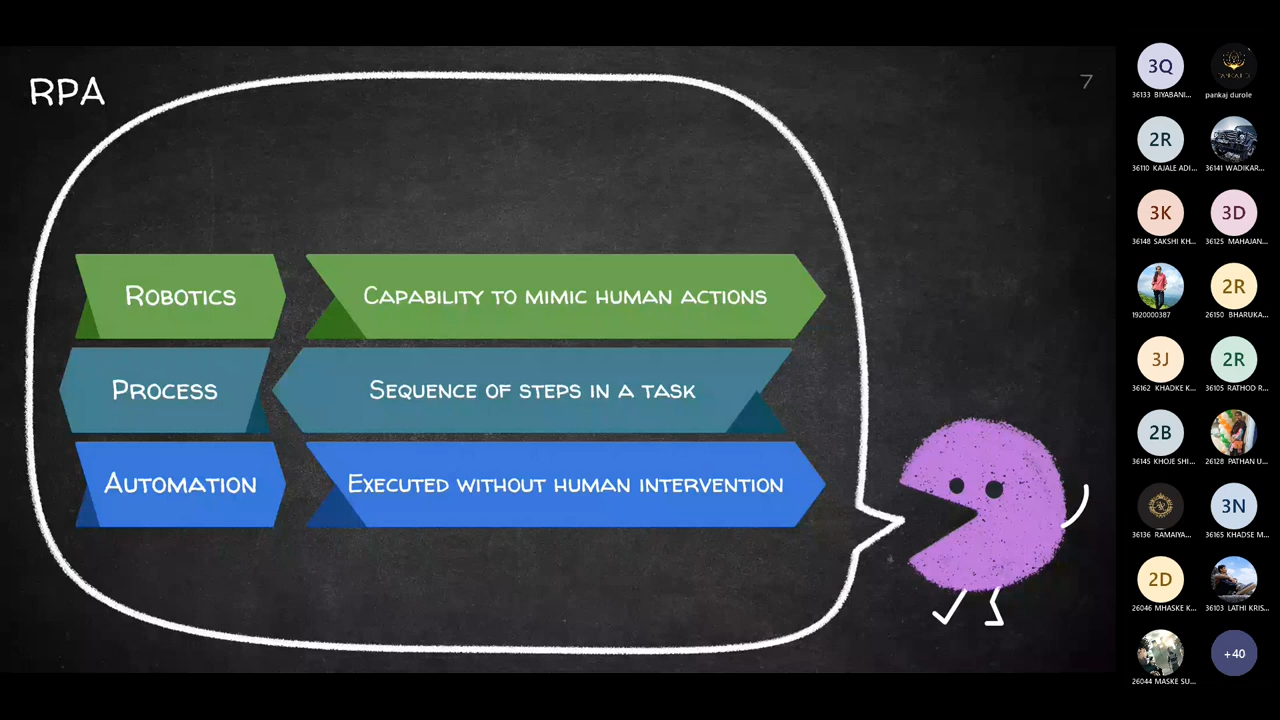 RPA
7
Robotics
Capability to mimic human actions
Process
Sequence of steps in a task
Automation
Executed without human intervention
3Q
36133 BIYABANI...
pankaj durole
2R
36110 KAJALE ADI...
36141 WADIKAR...
3K
36148 SAKSHI KH...
3D
36125 MAHAJAN...
1920000387
2R
26150 BHARUKA...
3J
36162 KHADKE K...
2R
36105 RATHOD R...
2B
36145 KHOJE SHI...
26128 PATHAN U...
36136 RAMAIYA...
3N
36165 KHADSE M...
2D
26046 MHASKE K...
36103 LATHI KRIS...
26044 MASKE SU...
+40